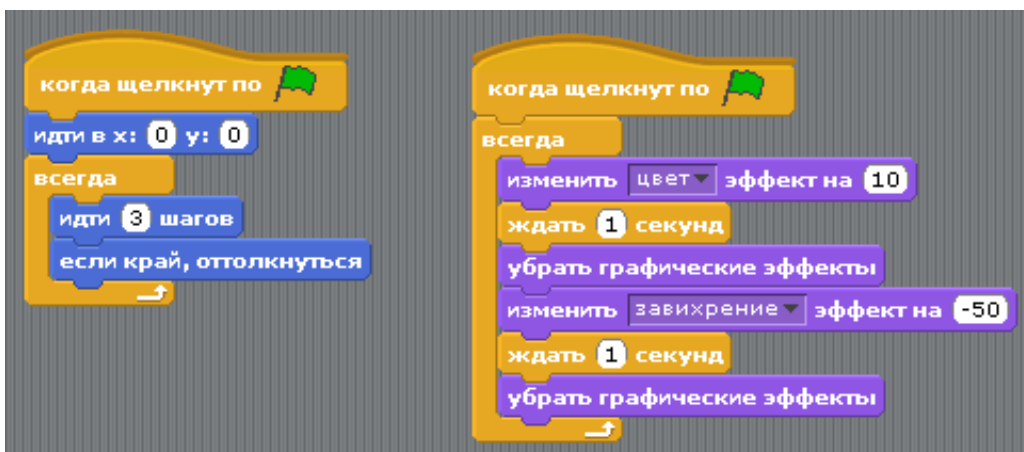 когда щелкнут по
идти в x: 0 y: 0
всегда
идти 3 шагов
если край, оттолкнуться
когда щелкнут по
всегда
изменить цвет эффект на 10
ждать 1 секунд
убрать графические эффекты
изменить завихрение эффект на -50
ждать 1 секунд
убрать графические эффекты